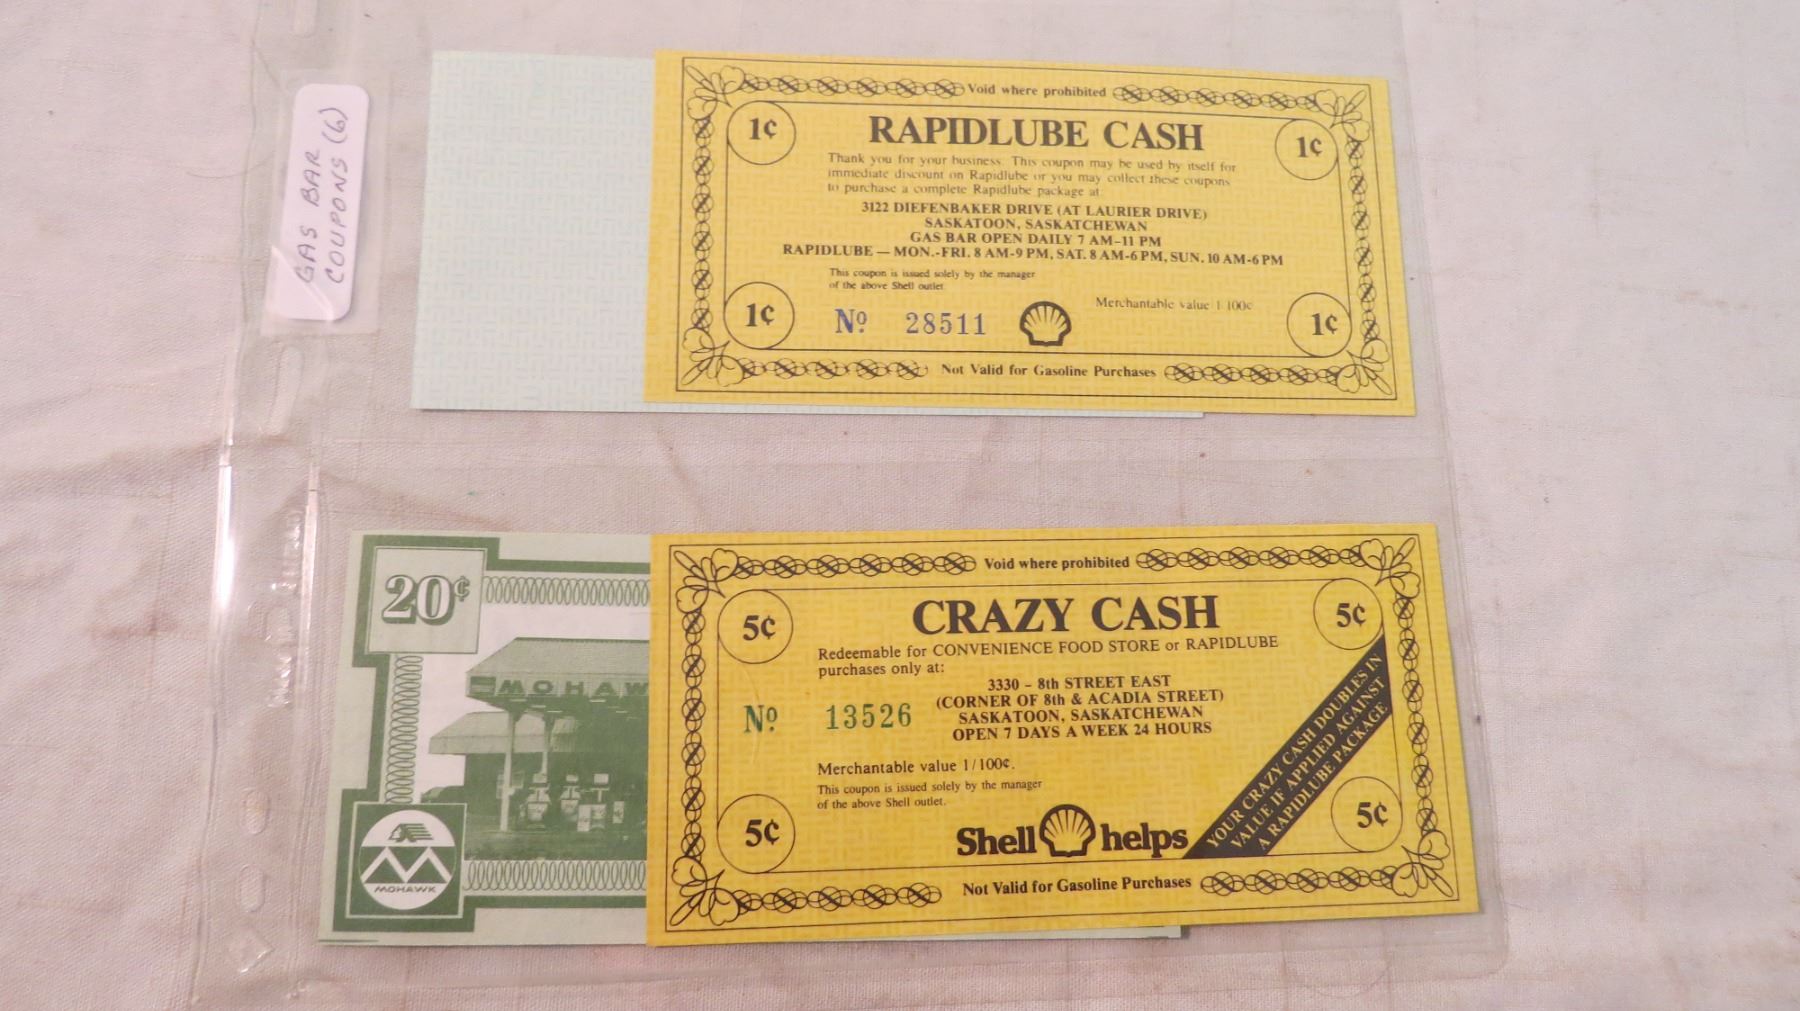 GAS BAR
COUPONS (6)
Void where prohibited
1¢
RAPIDLUBE CASH
1¢
Thank you for your business. This coupon may be used by itself for
immediate discount on Rapidlube or you may collect these coupons
to purchase a complete Rapidlube package at:
3122 DIEFENBAKER DRIVE (AT LAURIER DRIVE)
SASKATOON, SASKATCHEWAN
GAS BAR OPEN DAILY 7 AM-11 PM
RAPIDLUBE — MON.-FRI. 8 AM-9 PM, SAT. 8 AM-6 PM, SUN. 10 AM-6 PM
This coupon is issued solely by the manager
of the above Shell outlet.
Merchantable value 1/100¢
1¢
Nº 28511
1¢
Not Valid for Gasoline Purchases
20¢
MOHAW
MOHAWK
Void where prohibited
5¢
CRAZY CASH
5¢
Redeemable for CONVENIENCE FOOD STORE or RAPIDLUBE
purchases only at:
3330 - 8th STREET EAST
(CORNER OF 8th & ACADIA STREET)
SASKATOON, SASKATCHEWAN
OPEN 7 DAYS A WEEK 24 HOURS
Nº 13526
Merchantable value 1/100¢.
This coupon is issued solely by the manager
of the above Shell outlet.
5¢
Shell helps
YOUR CRAZY CASH DOUBLES IN
VALUE IF APPLIED AGAINST
A RAPIDLUBE PACKAGE
5¢
Not Valid for Gasoline Purchases